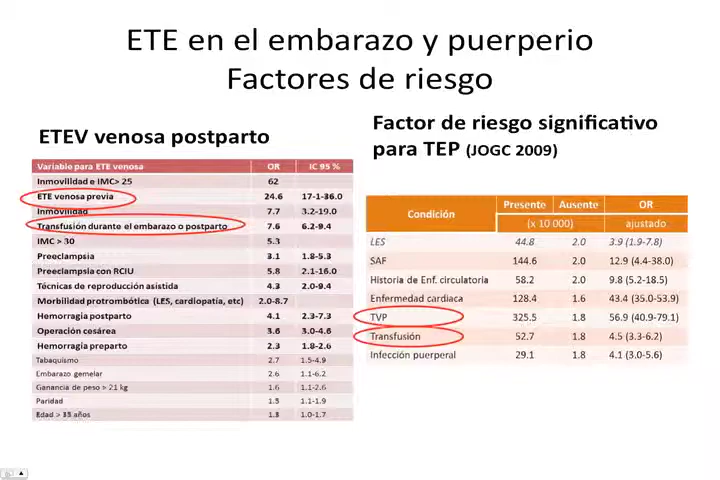 ETE en el embarazo y puerperio
Factores de riesgo
ETEV venosa postparto
Variable para ETE venosa OR IC 95 %
Inmovilidad e IMC> 25 62
ETE venosa previa 24.6 17-1-36.0
Inmovilidad 7.7 3.2-19.0
Transfusión durante el embarazo o postparto 7.6 6.2-9.4
IMC > 30 5.3
Preeclampsia 3.1 1.8-5.3
Preeclampsia con RCIU 5.8 2.1-16.0
Técnicas de reproducción asistida 4.3 2.0-9.4
Morbilidad protrombótica (LES, cardiopatía, etc) 2.0-8.7
Hemorragia postparto 4.1 2.3-7.3
Operación cesárea 3.6 3.0-4.6
Hemorragia preparto 2.3 1.8-2.6
Tabaquismo 2.7 1.5-4.9
Embarazo gemelar 2.6 1.1-6.2
Ganancia de peso > 21 kg 1.6 1.1-2.6
Paridad 1.5 1.1-1.9
Edad > 35 años 1.3 1.0-1.7
Factor de riesgo significativo
para TEP (JOGC 2009)
Condición Presente Ausente OR
(x 10 000) ajustado
LES 44.8 2.0 3.9 (1.9-7.8)
SAF 144.6 2.0 12.9 (4.4-38.0)
Historia de Enf. circulatoria 58.2 2.0 9.8 (5.2-18.5)
Enfermedad cardiaca 128.4 1.6 43.4 (35.0-53.9)
TVP 325.5 1.8 56.9 (40.9-79.1)
Transfusión 52.7 1.8 4.5 (3.3-6.2)
Infección puerperal 29.1 1.8 4.1 (3.0-5.6)